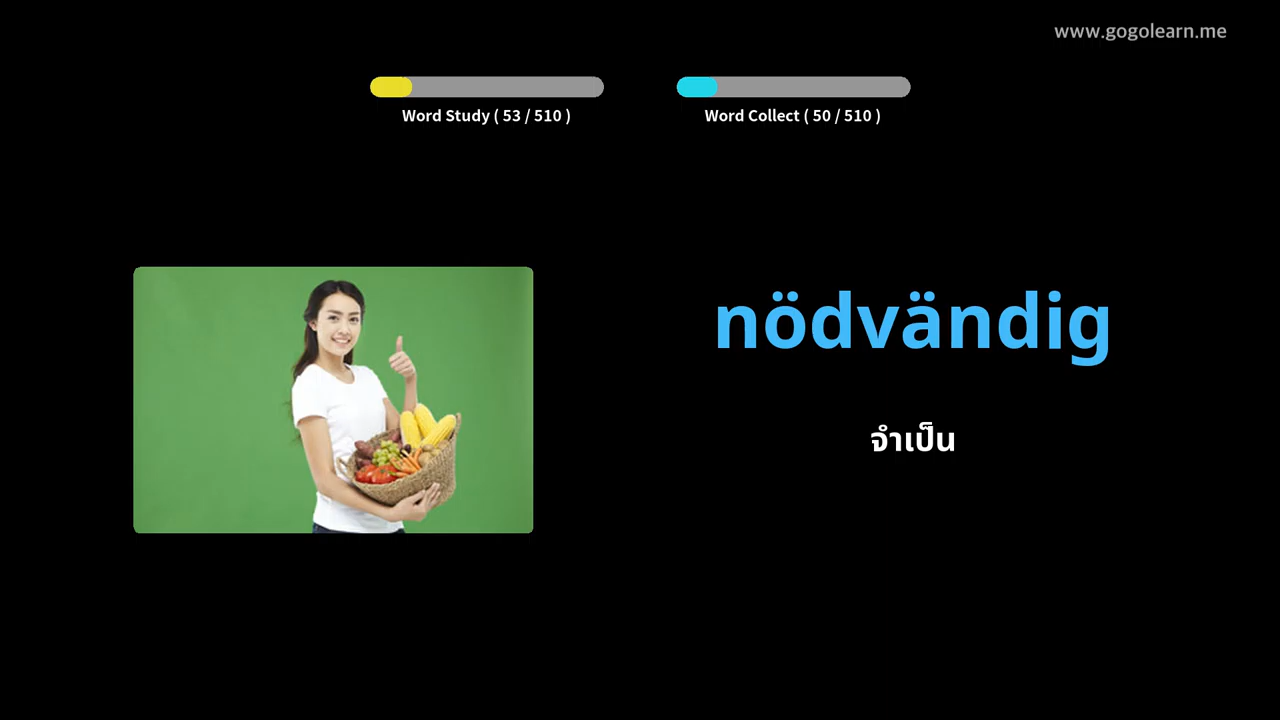 www.gogolearn.me
Word Study ( 53 / 510 )
Word Collect ( 50 / 510 )
nödvändig
จำเป็น